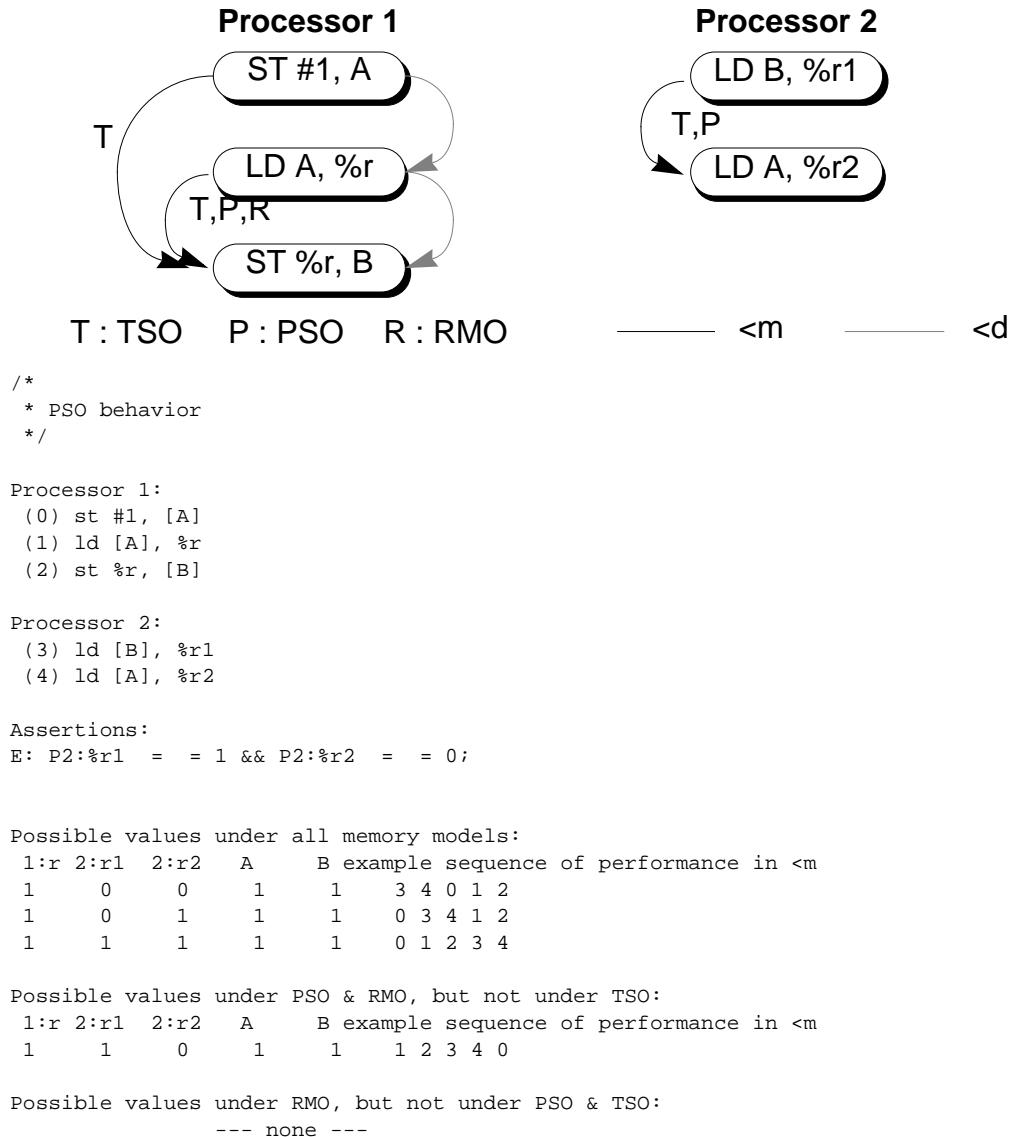 Processor 1 Processor 2
ST #1, A LD B, %r1
T T,P
LD A, %r LD A, %r2
T,P,R
ST %r, B
T : TSO P : PSO R : RMO <m <d
/*
 * PSO behavior
 */
Processor 1:
(0) st #1, [A]
(1) ld [A], %r
(2) st %r, [B]
Processor 2:
(3) ld [B], %r1
(4) ld [A], %r2
Assertions:
E: P2:%r1 = = 1 && P2:%r2 = = 0;
Possible values under all memory models:
1:r 2:r1 2:r2 A B example sequence of performance in <m
1 0 0 1 1 3 4 0 1 2
1 0 1 1 1 0 3 4 1 2
1 1 1 1 1 0 1 2 3 4
Possible values under PSO & RMO, but not under TSO:
1:r 2:r1 2:r2 A B example sequence of performance in <m
1 1 0 1 1 1 2 3 4 0
Possible values under RMO, but not under PSO & TSO:
--- none ---